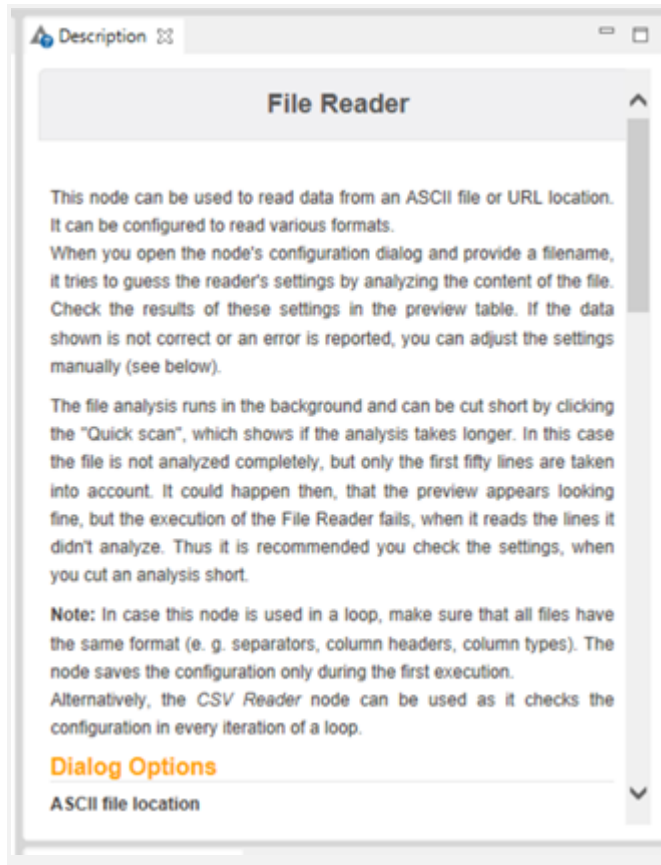 Description
File Reader
This node can be used to read data from an ASCII file or URL location.
It can be configured to read various formats.
When you open the node's configuration dialog and provide a filename,
it tries to guess the reader's settings by analyzing the content of the file.
Check the results of these settings in the preview table. If the data
shown is not correct or an error is reported, you can adjust the settings
manually (see below).
The file analysis runs in the background and can be cut short by clicking
the "Quick scan", which shows if the analysis takes longer. In this case
the file is not analyzed completely, but only the first fifty lines are taken
into account. It could happen then, that the preview appears looking
fine, but the execution of the File Reader fails, when it reads the lines it
didn't analyze. Thus it is recommended you check the settings, when
you cut an analysis short.
Note: In case this node is used in a loop, make sure that all files have
the same format (e. g. separators, column headers, column types). The
node saves the configuration only during the first execution.
Alternatively, the CSV Reader node can be used as it checks the
configuration in every iteration of a loop.
Dialog Options
ASCII file location